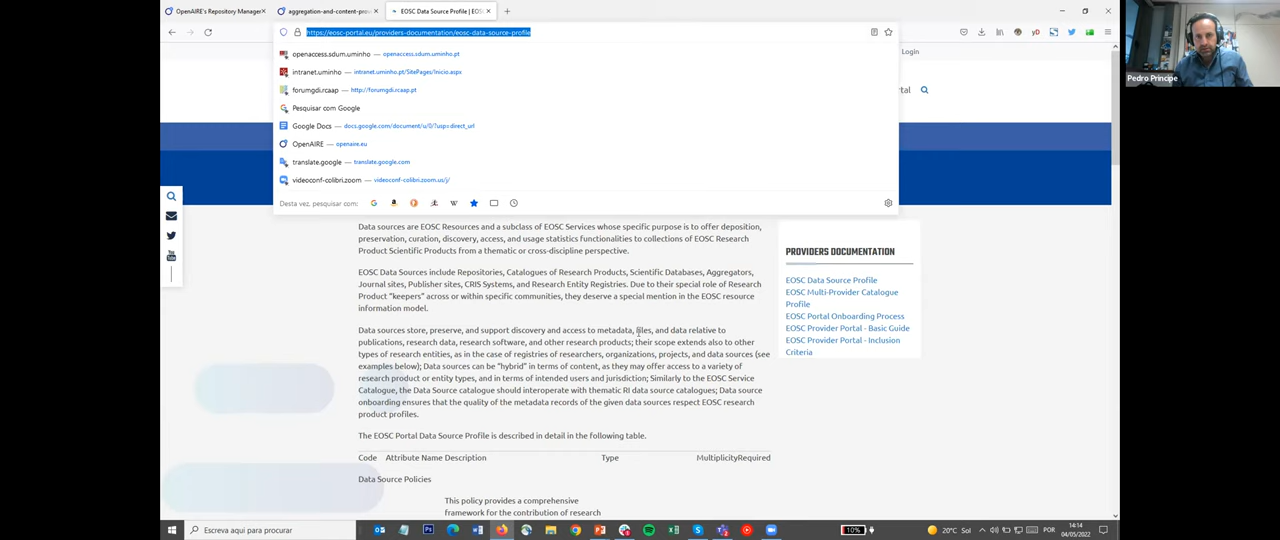 OpenAIRE's Repository Manager
aggregation-and-content-prov
EOSC Data Source Profile | EOS
https://eosc-portal.eu/providers-documentation/eosc-data-source-profile
openaccess.sdum.uminho — openaccess.sdum.uminho.pt
intranet.uminho — intranet.uminho.pt/SitePages/Inicio.aspx
forumgdi.rcaap — http://forumgdi.rcaap.pt
Pesquisar com Google
Google Docs — docs.google.com/document/u/0/?usp=direct_url
OpenAIRE — openaire.eu
translate.google — translate.google.com
videoconf-colibri.zoom — videoconf-colibri.zoom.us/j/
Desta vez, pesquisar com:
Login
rtal
Pedro Principe
Data sources are EOSC Resources and a subclass of EOSC Services whose specific purpose is to offer deposition,
preservation, curation, discovery, access, and usage statistics functionalities to collections of EOSC Research
Product Scientific Products from a thematic or cross-discipline perspective.
EOSC Data Sources include Repositories, Catalogues of Research Products, Scientific Databases, Aggregators,
Journal sites, Publisher sites, CRIS Systems, and Research Entity Registries. Due to their special role of Research
Product "keepers" across or within specific communities, they deserve a special mention in the EOSC resource
information model.
Data sources store, preserve, and support discovery and access to metadata, files, and data relative to
publications, research data, research software, and other research products; their scope extends also to other
types of research entities, as in the case of registries of researchers, organizations, projects, and data sources (see
examples below); Data sources can be "hybrid" in terms of content, as they may offer access to a variety of
research product or entity types, and in terms of intended users and jurisdiction; Similarly to the EOSC Service
Catalogue, the Data Source catalogue should interoperate with thematic RI data source catalogues; Data source
onboarding ensures that the quality of the metadata records of the given data sources respect EOSC research
product profiles.
The EOSC Portal Data Source Profile is described in detail in the following table.
Code Attribute Name Description Type MultiplicityRequired
Data Source Policies
This policy provides a comprehensive
framework for the contribution of research
PROVIDERS DOCUMENTATION
EOSC Data Source Profile
EOSC Multi-Provider Catalogue
Profile
EOSC Portal Onboarding Process
EOSC Provider Portal - Basic Guide
EOSC Provider Portal - Inclusion
Criteria
Escreva aqui para procurar
10%
20°C Sol
POR
14:14
04/05/2022